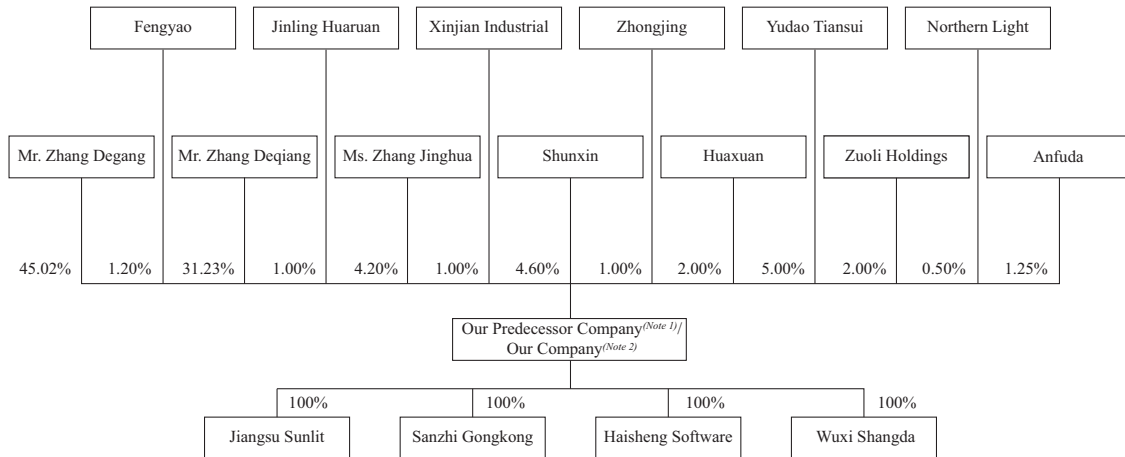 Fengyao
Jinling Huaruan
Xinjian Industrial
Zhongjing
Yudao Tiansui
Northern Light
Mr. Zhang Degang
Mr. Zhang Deqiang
Ms. Zhang Jinghua
Shunxin
Huaxuan
Zuoli Holdings
Anfuda
45.02%
1.20%
31.23%
1.00%
4.20%
1.00%
4.60%
1.00%
2.00%
5.00%
2.00%
0.50%
1.25%
Our Predecessor Company(Note 1)/
Our Company(Note 2)
100%
100%
100%
100%
Jiangsu Sunlit
Sanzhi Gongkong
Haisheng Software
Wuxi Shangda